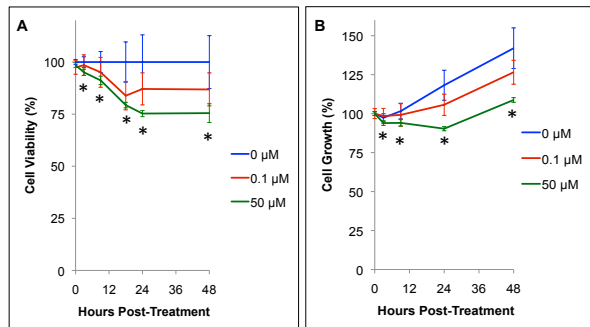 A
Cell Viability (%)
125
100
75
50
25
0
* * * * *
0 μM
0.1 μM
50 μM
0 12 24 36 48
Hours Post-Treatment
B
Cell Growth (%)
150
125
100
75
50
25
0
* * * *
0 μM
0.1 μM
50 μM
0 12 24 36 48
Hours Post-Treatment